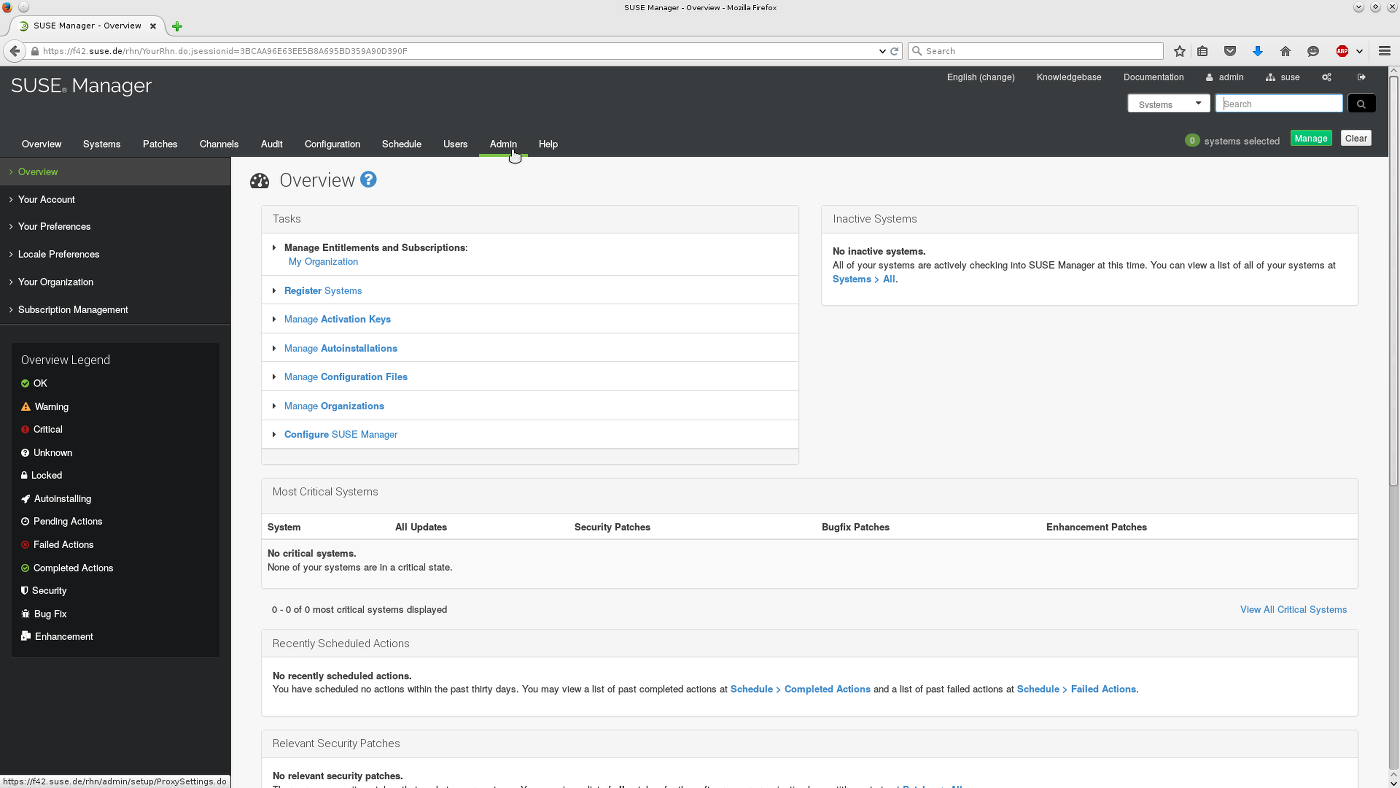 SUSE Manager - Overview - Mozilla Firefox
SUSE Manager - Overview
https://f42.suse.de/rhn/YourRhn.do;jsessionid=3BCAA96E63EE5B8A695BD359A90D390F
Search
ABP
SUSE. Manager
English (change) Knowledgebase Documentation admin suse
Systems Search
Overview Systems Patches Channels Audit Configuration Schedule Users Admin Help
0 systems selected Manage Clear
Overview
Your Account
Your Preferences
Locale Preferences
Your Organization
Subscription Management
Overview Legend
OK
Warning
Critical
Unknown
Locked
Autoinstalling
Pending Actions
Failed Actions
Completed Actions
Security
Bug Fix
Enhancement
Overview ?
Tasks
Manage Entitlements and Subscriptions:
My Organization
Register Systems
Manage Activation Keys
Manage Autoinstallations
Manage Configuration Files
Manage Organizations
Configure SUSE Manager
Inactive Systems
No inactive systems.
All of your systems are actively checking into SUSE Manager at this time. You can view a list of all of your systems at
Systems > All.
Most Critical Systems
System All Updates Security Patches Bugfix Patches Enhancement Patches
No critical systems.
None of your systems are in a critical state.
0 - 0 of 0 most critical systems displayed
View All Critical Systems
Recently Scheduled Actions
No recently scheduled actions.
You have scheduled no actions within the past thirty days. You may view a list of past completed actions at Schedule > Completed Actions and a list of past failed actions at Schedule > Failed Actions.
Relevant Security Patches
No relevant security patches.
https://f42.suse.de/rhn/admin/setup/ProxySettings.do